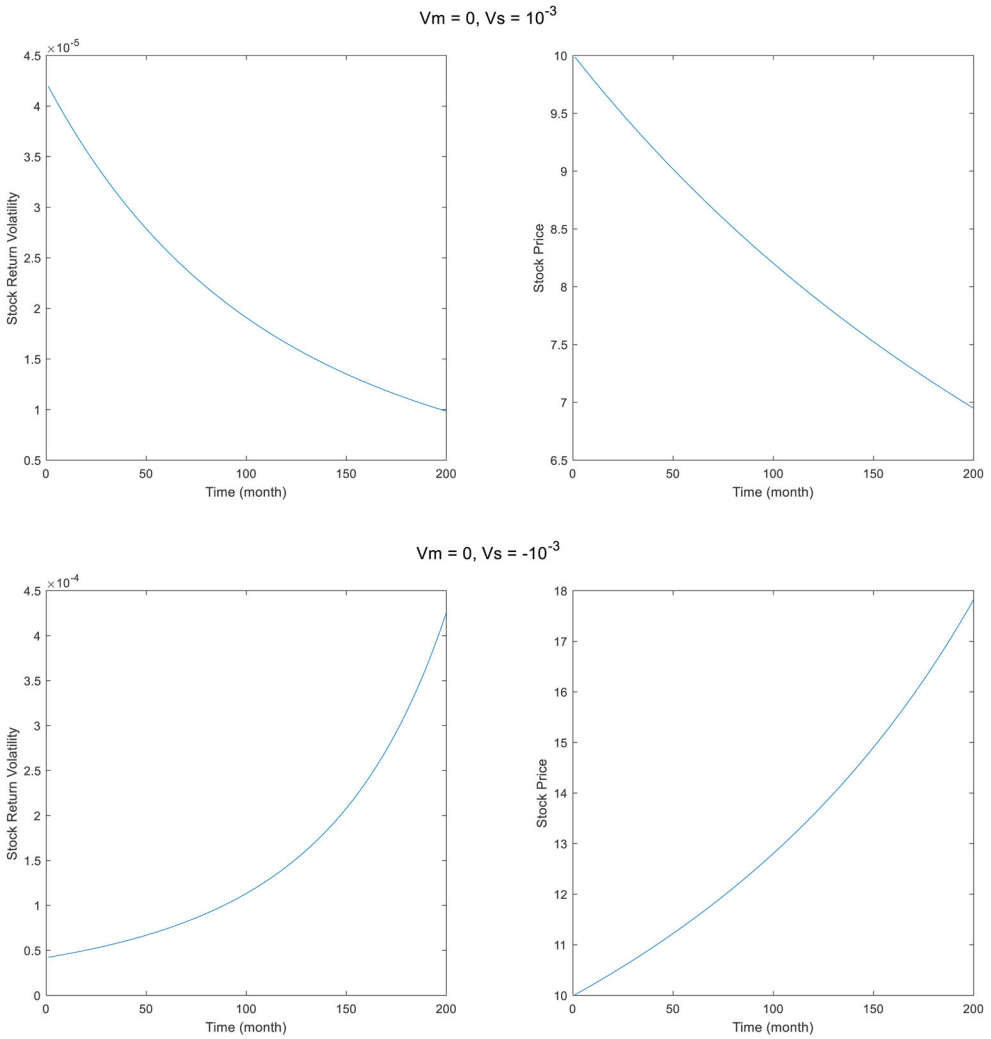 Vm = 0, Vs = 10^-3
×10^-5
4.5
4
3.5
3
2.5
2
1.5
1
0.5
Stock Return Volatility
0 50 100 150 200
Time (month)
10
9.5
9
8.5
8
7.5
7
6.5
Stock Price
0 50 100 150 200
Time (month)
Vm = 0, Vs = -10^-3
×10^-4
4.5
4
3.5
3
2.5
2
1.5
1
0.5
0
Stock Return Volatility
0 50 100 150 200
Time (month)
18
17
16
15
14
13
12
11
10
Stock Price
0 50 100 150 200
Time (month)